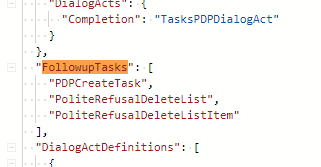 "DialogActs": {
"Completion": "TasksPDPDialogAct"
}
},
"FollowupTasks": [
"PDPCreateTask",
"PoliteRefusalDeleteList",
"PoliteRefusalDeleteListItem"
],
"DialogActDefinitions": [
{